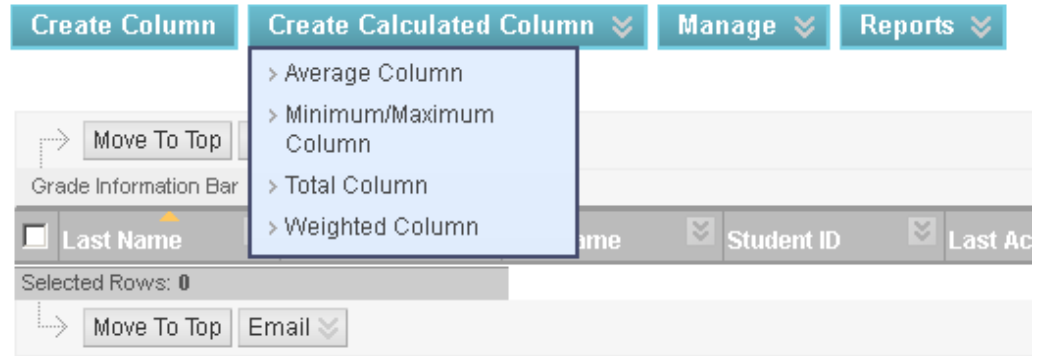 Create Column Create Calculated Column Manage Reports
> Average Column
> Minimum/Maximum
Column
> Total Column
> Weighted Column
Move To Top
Grade Information Bar
Last Name ame Student ID Last Ac
Selected Rows: 0
Move To Top Email